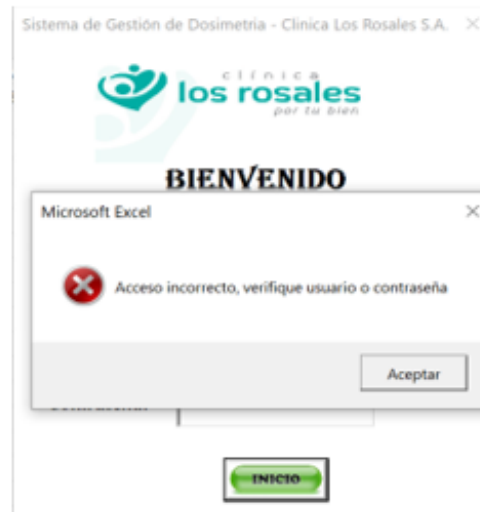 Sistema de Gestión de Dosimetria - Clinica Los Rosales S.A.
clínica
los rosales
por tu bien
BIENVENIDO
Microsoft Excel
Acceso incorrecto, verifique usuario o contraseña
Aceptar
INICIO